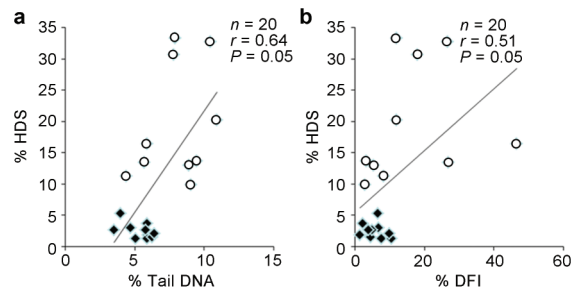 a
n = 20
r = 0.64
P = 0.05
% HDS
35
30
25
20
15
10
5
0
0 5 10 15
% Tail DNA
b
n = 20
r = 0.51
P = 0.05
% HDS
35
30
25
20
15
10
5
0
0 20 40 60
% DFI